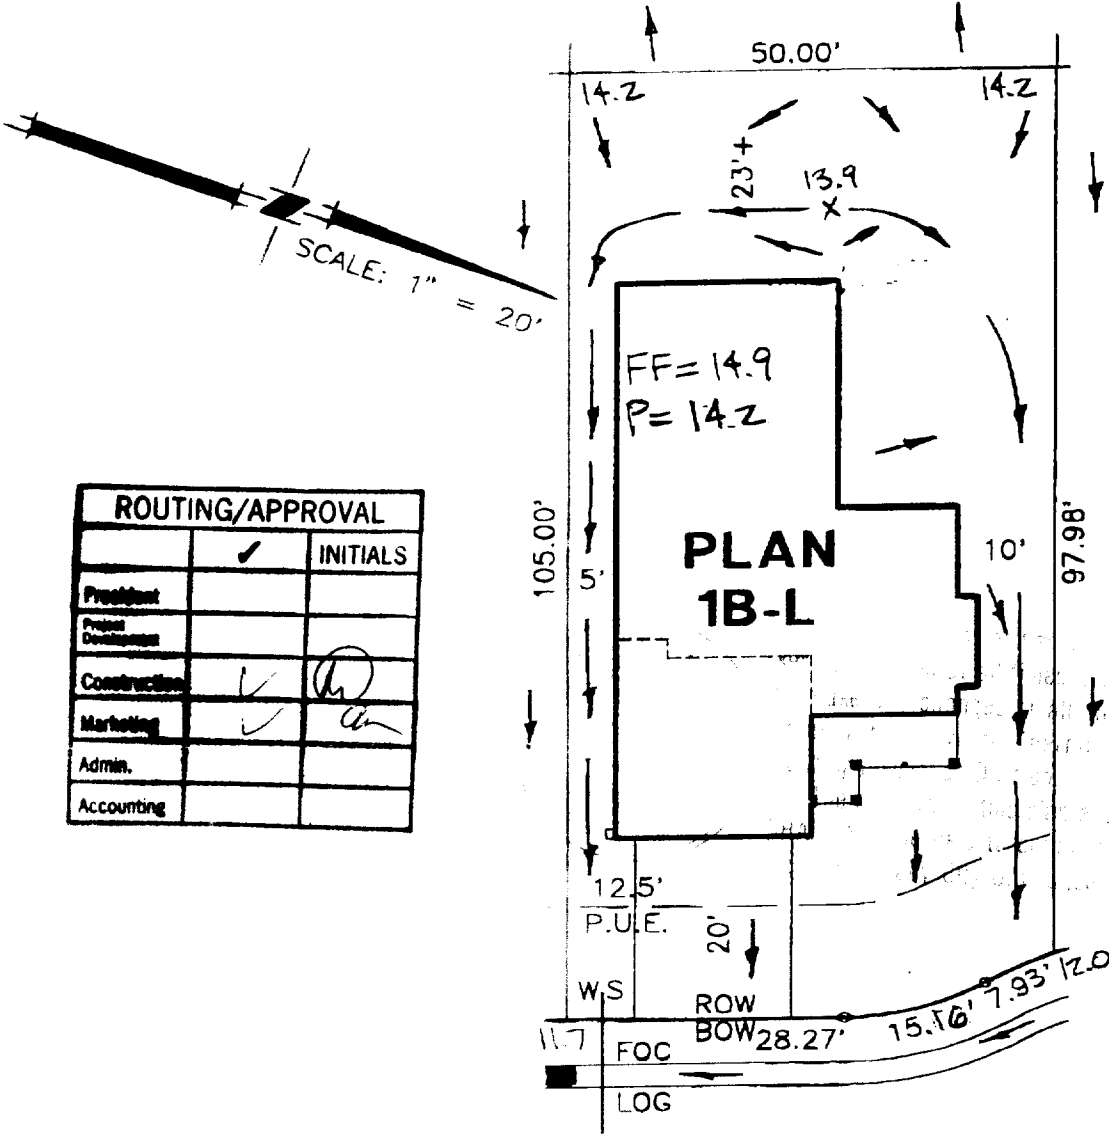 50.00'
14.2
14.2
23'+
13.9
SCALE: 1" = 20'
FF= 14.9
P= 14.2
ROUTING/APPROVAL
✓ INITIALS
President
Project Development
Construction ✓
Marketing ✓
Admin.
Accounting
105.00'
5'
PLAN
1B-L
10'
97.98'
12.5'
P.U.E.
20'
W S
ROW
BOW
28.27'
15.16'
7.93'
12.0
11.7
FOC
LOG